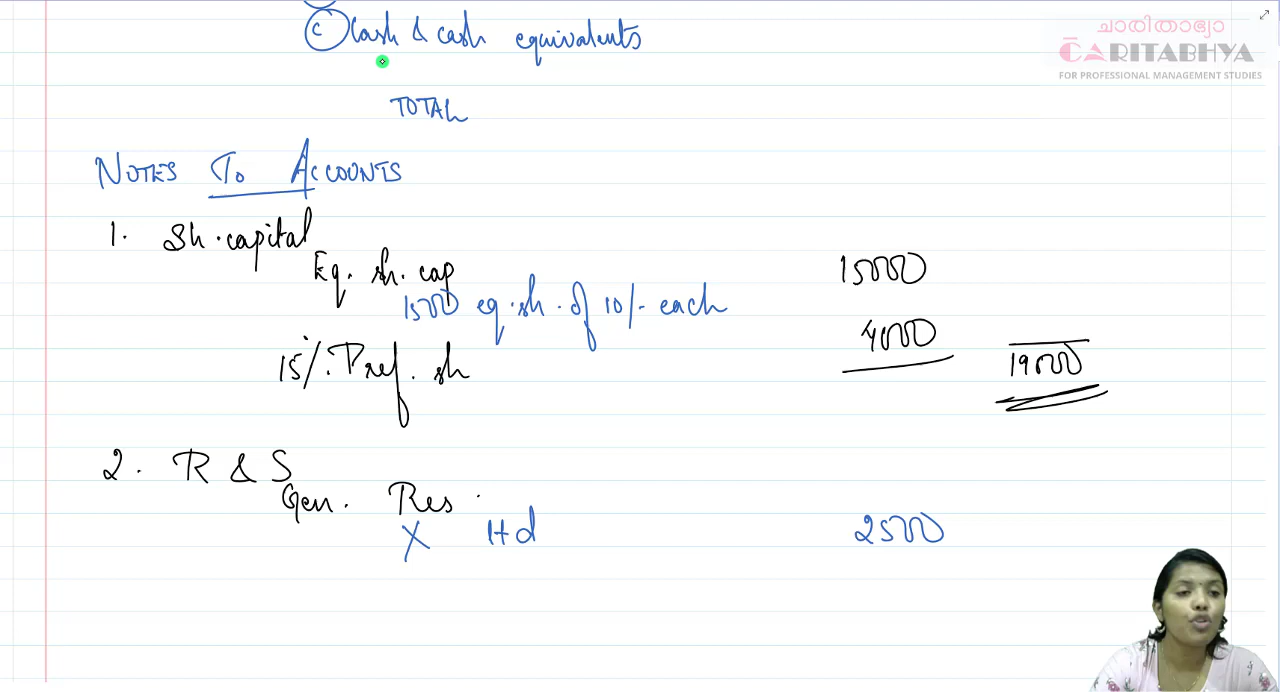 ചാരിതാഭ്യോ
CARITABHYA
FOR PROFESSIONAL MANAGEMENT STUDIES
c Cash & cash equivalents
TOTAL
NOTES TO ACCOUNTS
1. Sh. capital
Eq. sh. cap 15000
1500 eq. sh. of 10/- each
15%. Pref. sh 4000 19000
2. R & S
Gen. Res.
X Hd 2500